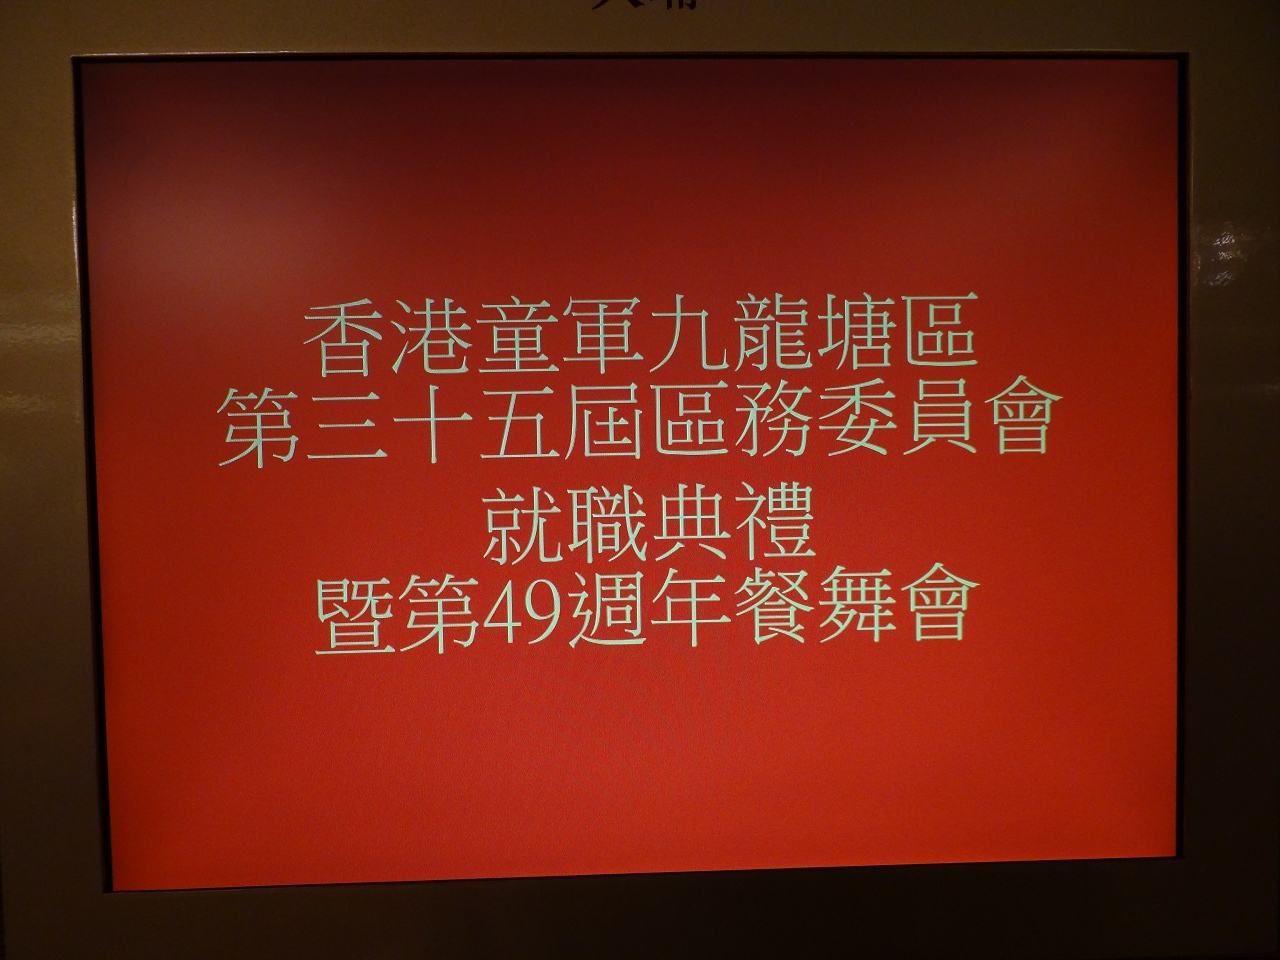 香港童軍九龍塘區
第三十五屆區務委員會
就職典禮
暨第49週年餐舞會